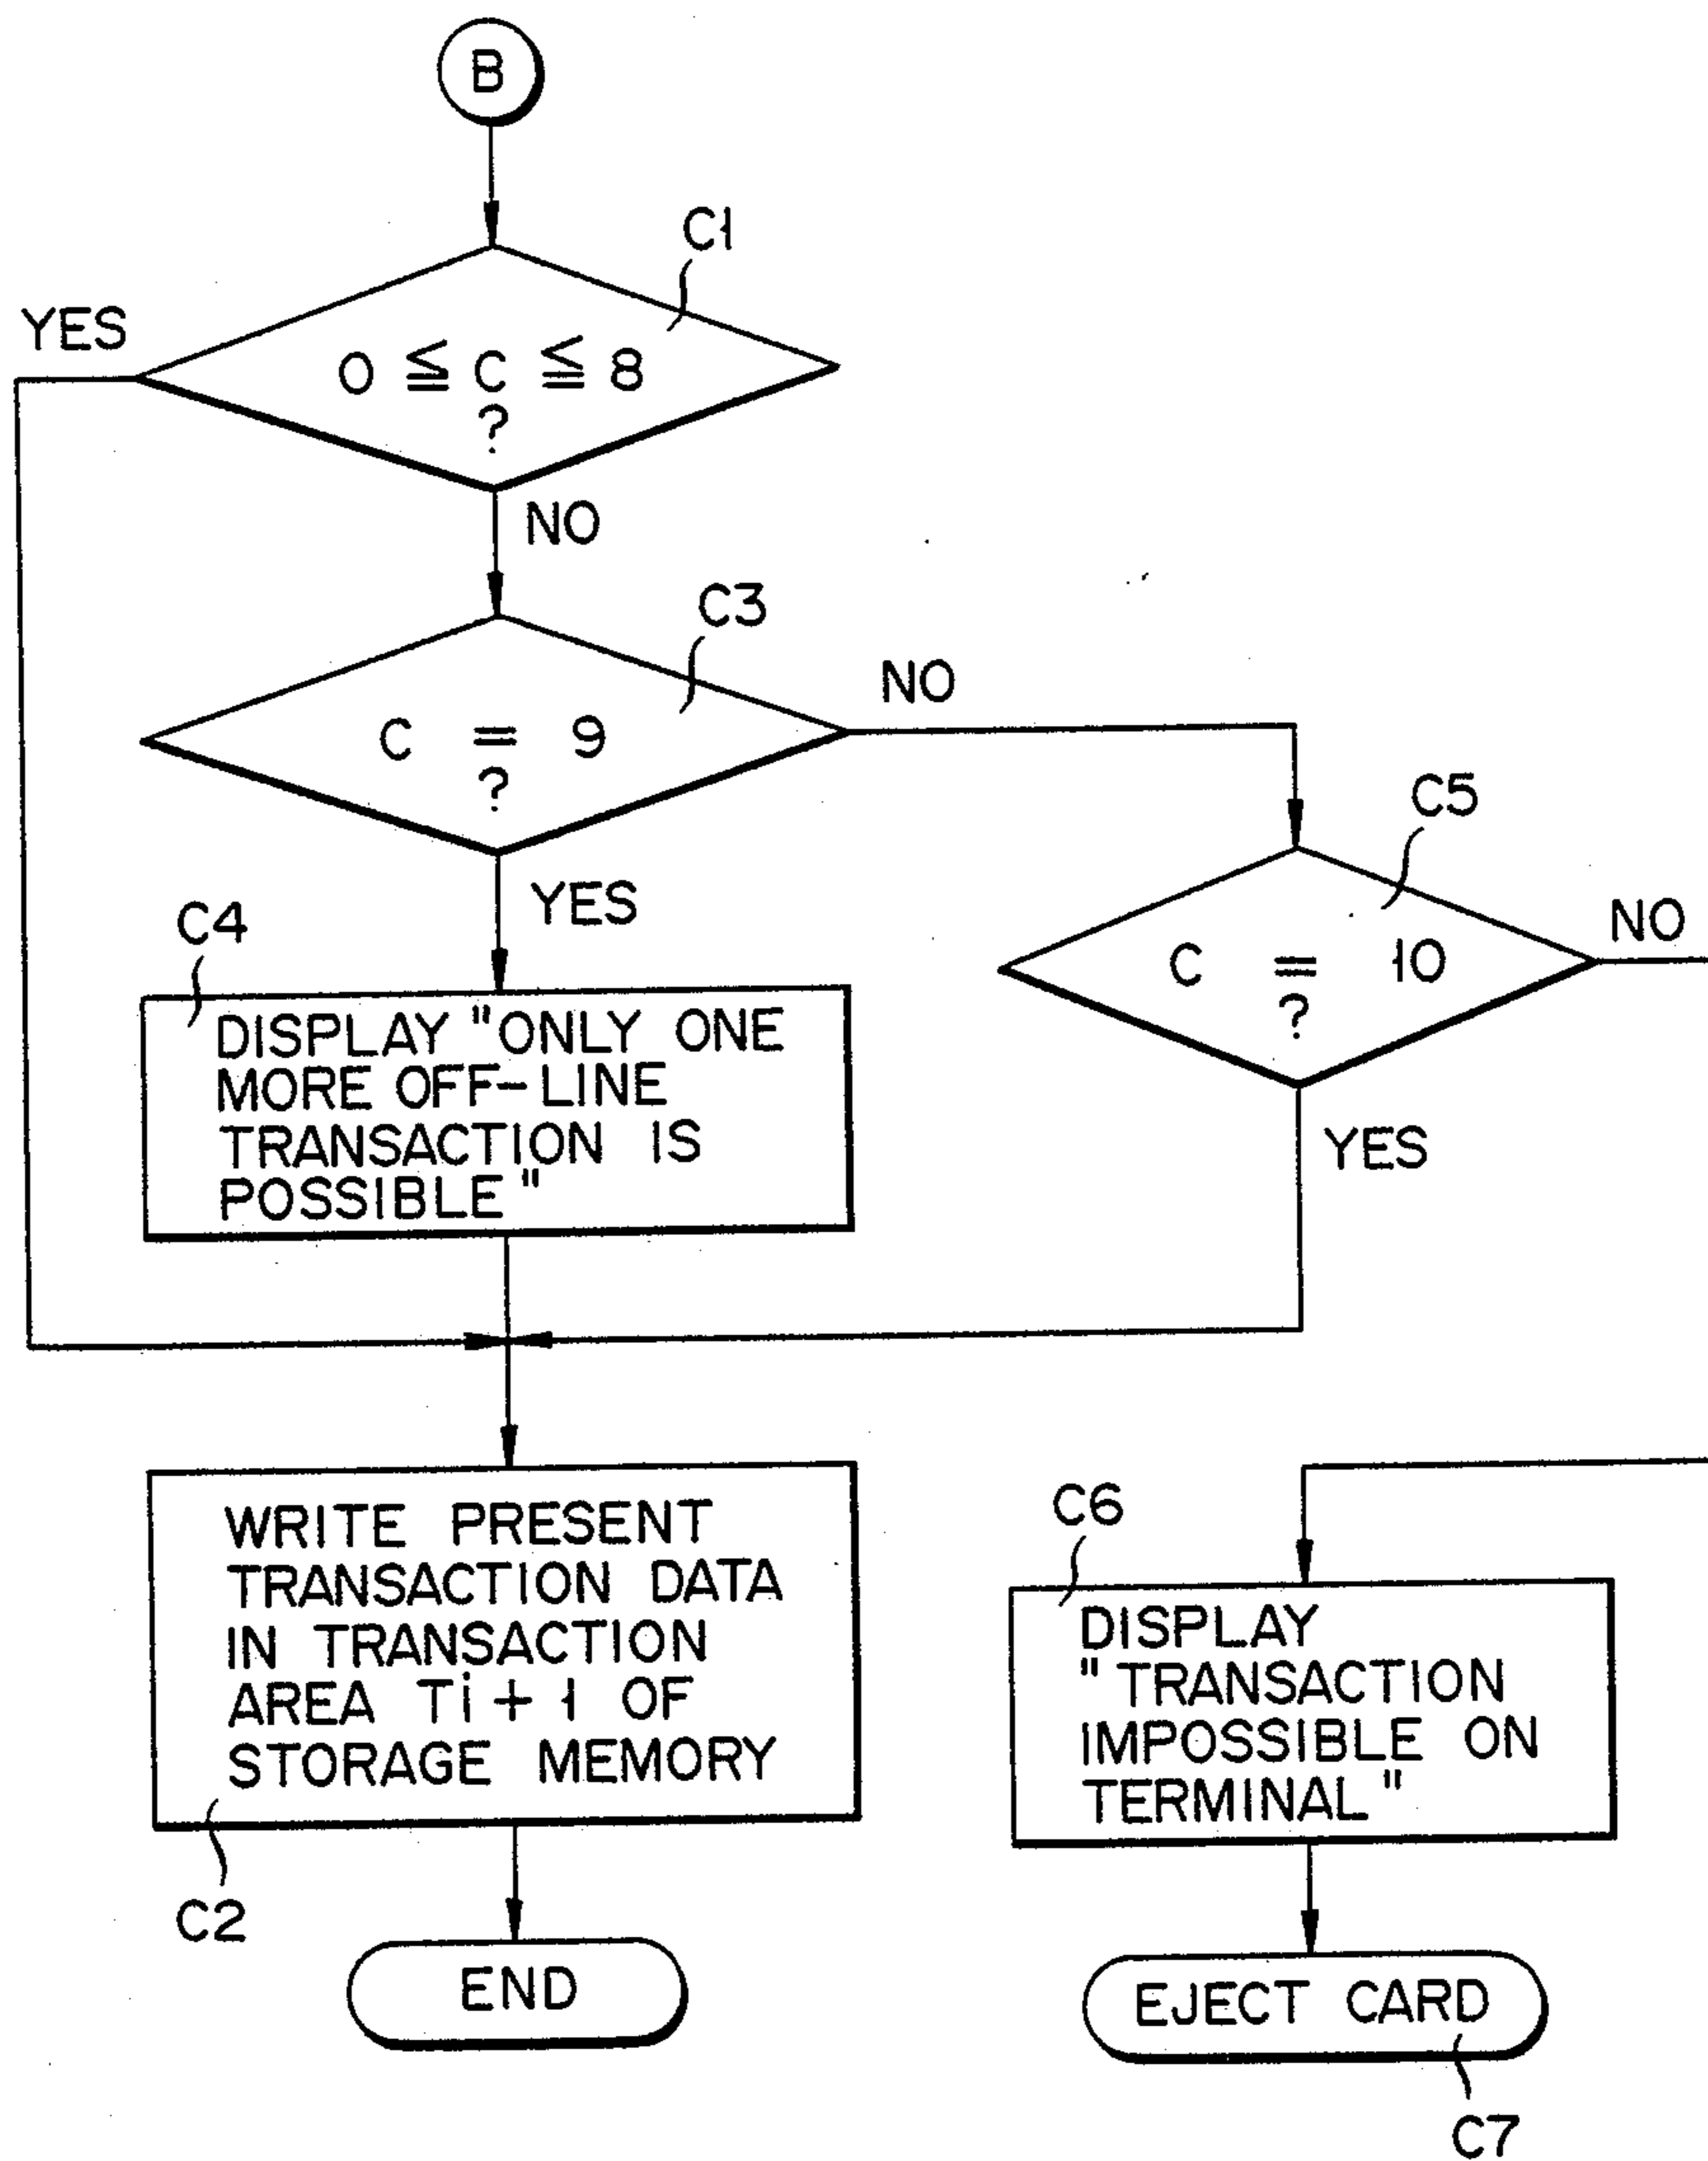 B
C1
YES
0 ≦ C ≦ 8
?
NO
C3
NO
C = 9
?
C5
YES
NO
C4
C = 10
?
DISPLAY "ONLY ONE
MORE OFF-LINE
TRANSACTION IS
POSSIBLE"
YES
WRITE PRESENT
TRANSACTION DATA
IN TRANSACTION
AREA Ti + 1 OF
STORAGE MEMORY
C6
DISPLAY
"TRANSACTION
IMPOSSIBLE ON
TERMINAL"
C2
END
EJECT CARD
C7